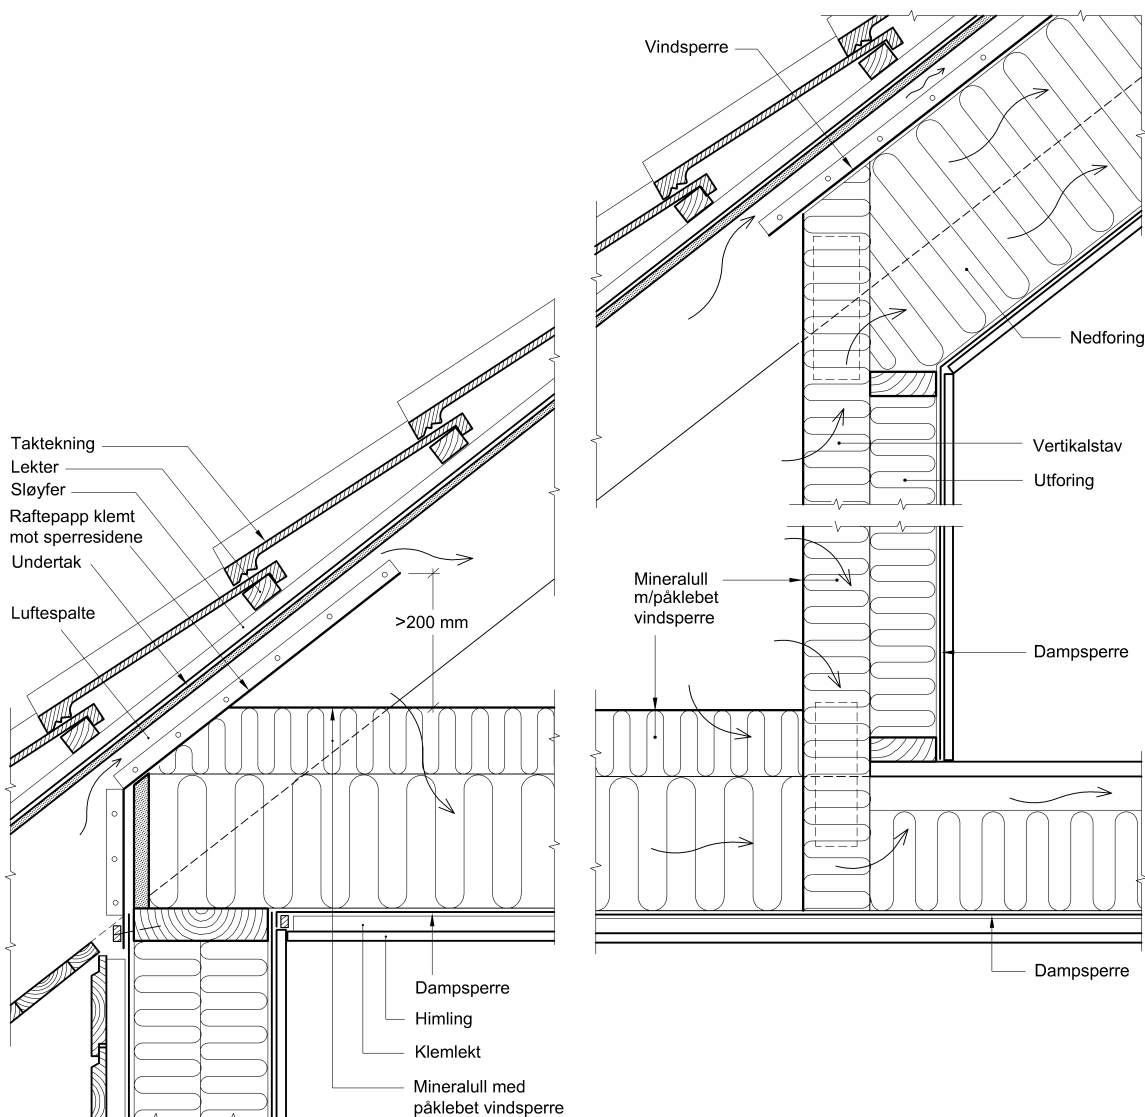 Taktekning
Lekter
Sløyfer
Raftepapp klemt
mot sperresidene
Undertak
Luftespalte
>200 mm
Dampsperre
Himling
Klemlekt
Mineralull med
påklebet vindsperre
Vindsperre
Nedforing
Vertikalstav
Utforing
Mineralull
m/påklebet
vindsperre
Dampsperre
Dampsperre